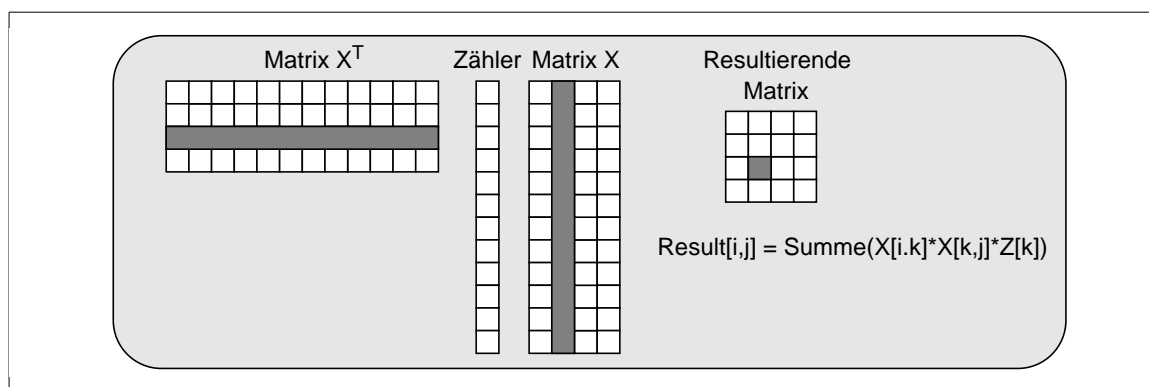 Matrix X^T
Zähler
Matrix X
Resultierende
Matrix
Result[i,j] = Summe(X[i.k]*X[k,j]*Z[k])